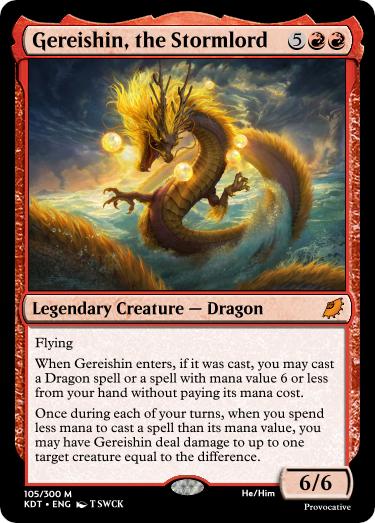 Gereishin, the Stormlord 5
Legendary Creature — Dragon
Flying
When Gereishin enters, if it was cast, you may cast
a Dragon spell or a spell with mana value 6 or less
from your hand without paying its mana cost.
Once during each of your turns, when you spend
less mana to cast a spell than its mana value, you
may have Gereishin deal damage to up to one
target creature equal to the difference.
6/6
105/300 M
He/Him
KDT • ENG T SWCK
Provocative